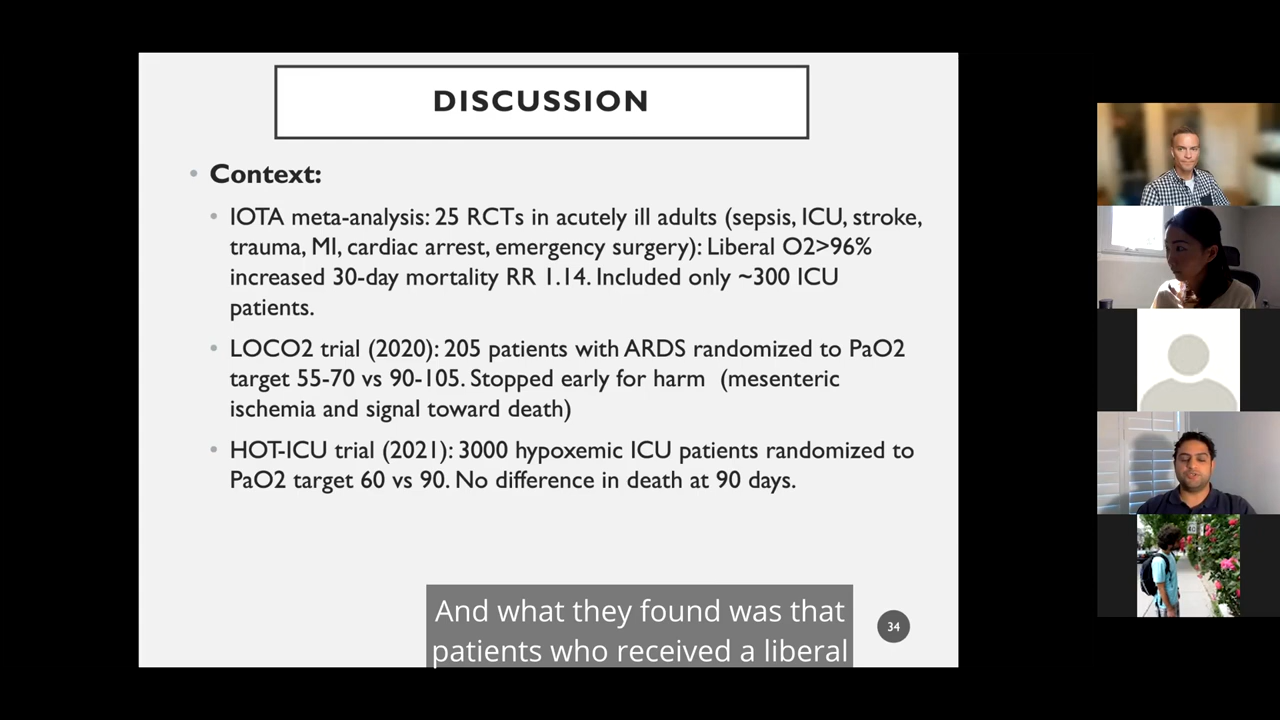 DISCUSSION
• Context:
• IOTA meta-analysis: 25 RCTs in acutely ill adults (sepsis, ICU, stroke,
trauma, MI, cardiac arrest, emergency surgery): Liberal O2>96%
increased 30-day mortality RR 1.14. Included only ~300 ICU
patients.
• LOCO2 trial (2020): 205 patients with ARDS randomized to PaO2
target 55-70 vs 90-105. Stopped early for harm (mesenteric
ischemia and signal toward death)
• HOT-ICU trial (2021): 3000 hypoxemic ICU patients randomized to
PaO2 target 60 vs 90. No difference in death at 90 days.
And what they found was that
patients who received a liberal
34